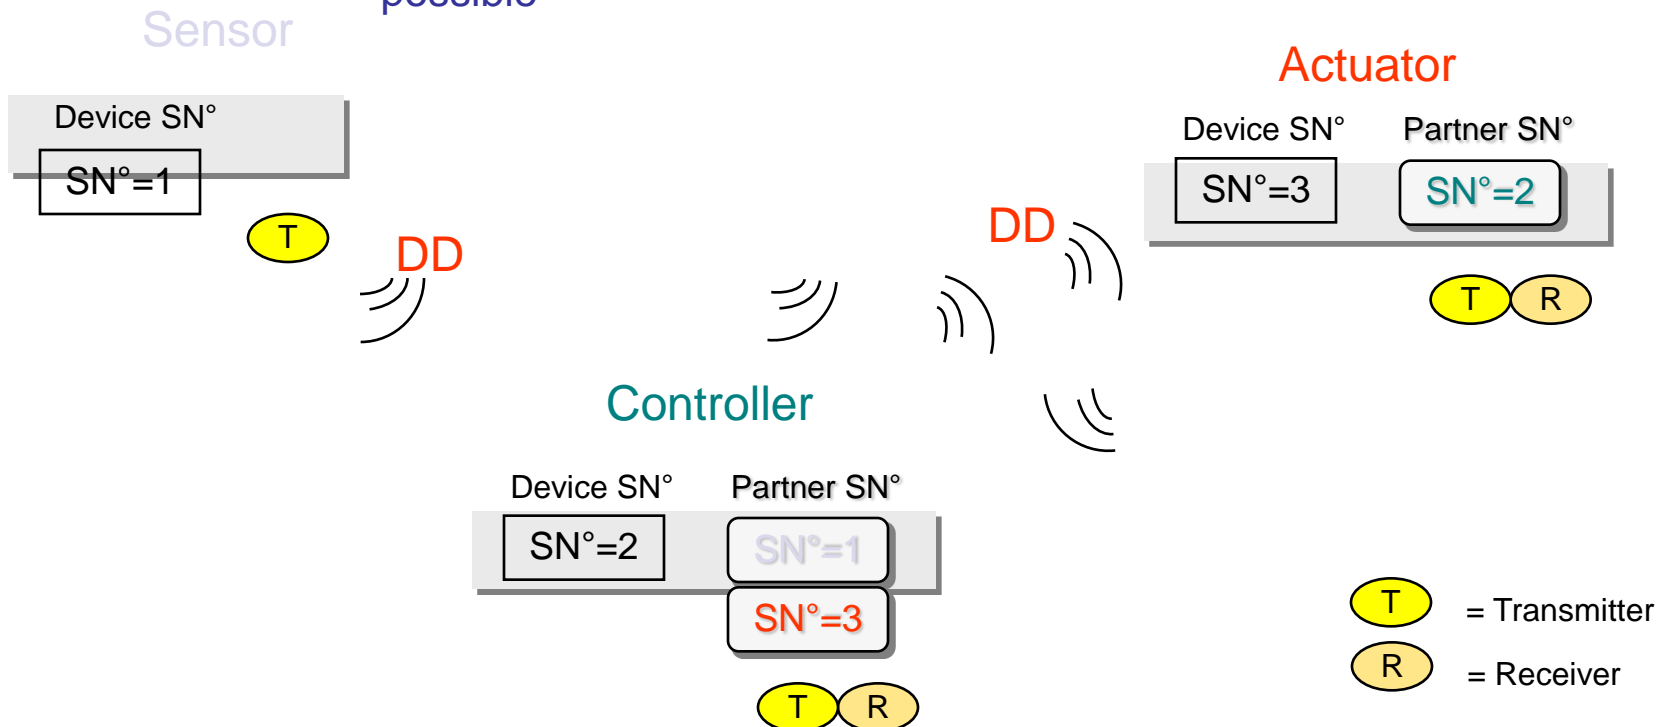 possible
Sensor
Actuator
Device SN°
SN°=1
T
DD
DD
Device SN° Partner SN°
SN°=3 SN°=2
T R
Controller
Device SN° Partner SN°
SN°=2 SN°=1
SN°=3
T R
T = Transmitter
R = Receiver